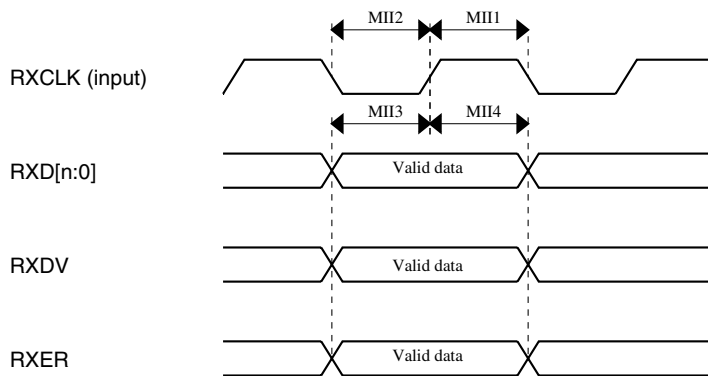 MII2 MII1
RXCLK (input)
MII3 MII4
RXD[n:0] Valid data
RXDV Valid data
RXER Valid data